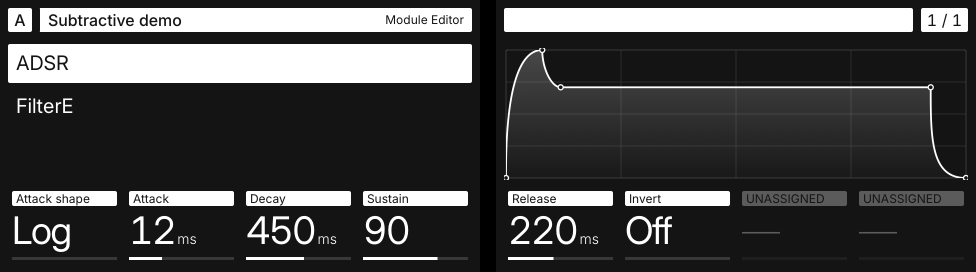 A Subtractive demo Module Editor
1 / 1
ADSR
FilterE
Attack shape Attack Decay Sustain
Log 12 ms 450 ms 90
Release Invert UNASSIGNED UNASSIGNED
220 ms Off — —